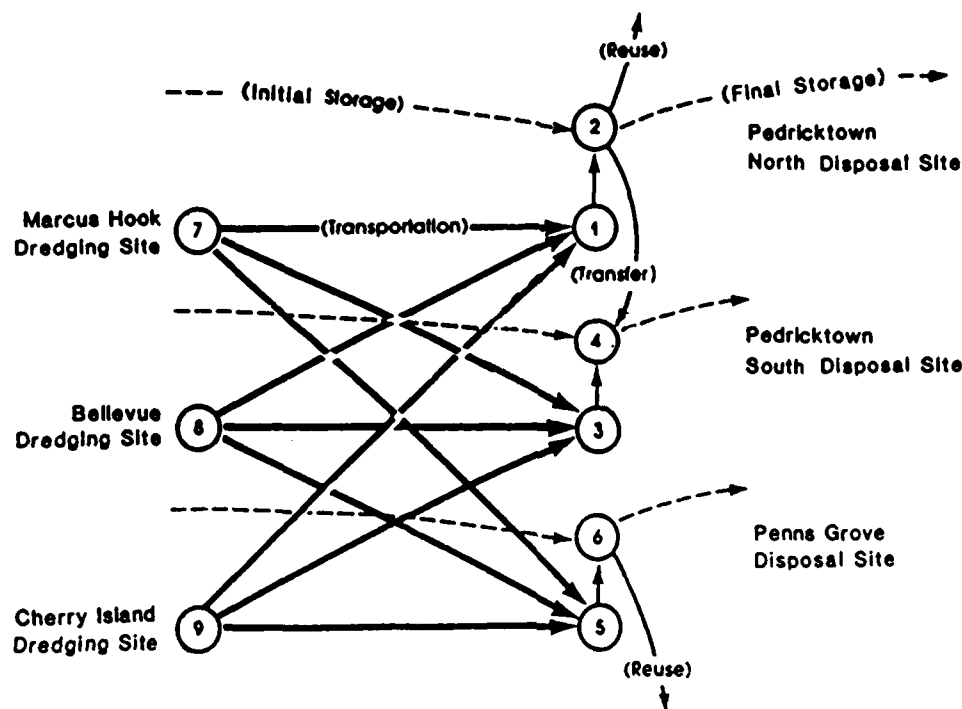 (Reuse)
(Initial Storage)
(Final Storage)
2
Pedricktown
North Disposal Site
Marcus Hook
Dredging Site
7
(Transportation)
1
(Transfer)
4
Pedricktown
South Disposal Site
Bellevue
Dredging Site
8
3
6
Penns Grove
Disposal Site
Cherry Island
Dredging Site
9
5
(Reuse)